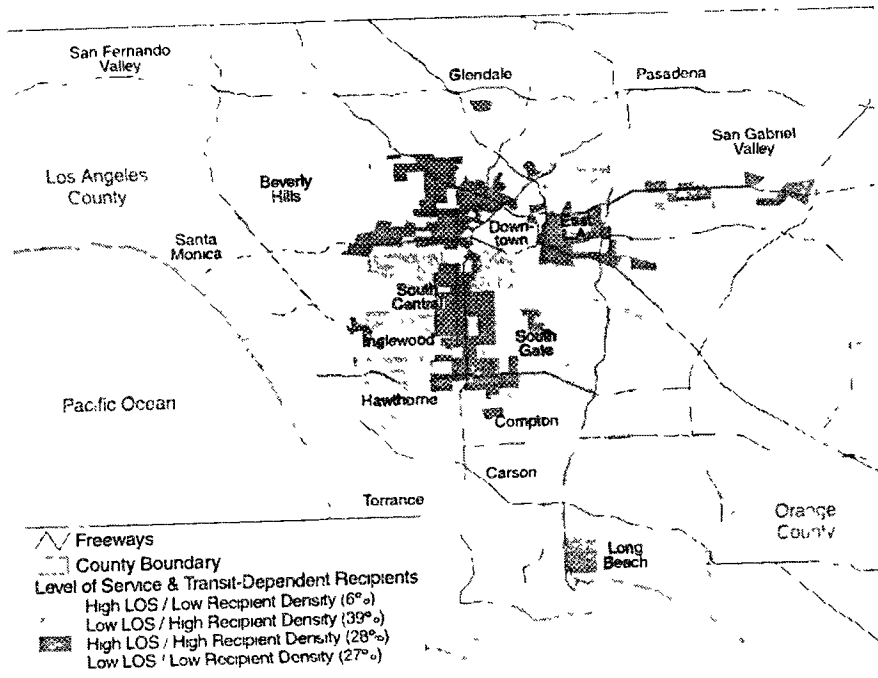 San Fernando
Valley
Glendale
Pasadena
San Gabriel
Valley
Los Angeles
County
Beverly
Hills
Down-
town
East
L.A.
Santa
Monica
South
Central
Inglewood
South
Gate
Pacific Ocean
Hawthorne
Compton
Carson
Torrance
Orange
County
Long
Beach
Freeways
County Boundary
Level of Service & Transit-Dependent Recipients
High LOS / Low Recipient Density (6%)
Low LOS / High Recipient Density (39%)
High LOS / High Recipient Density (28%)
Low LOS / Low Recipient Density (27%)